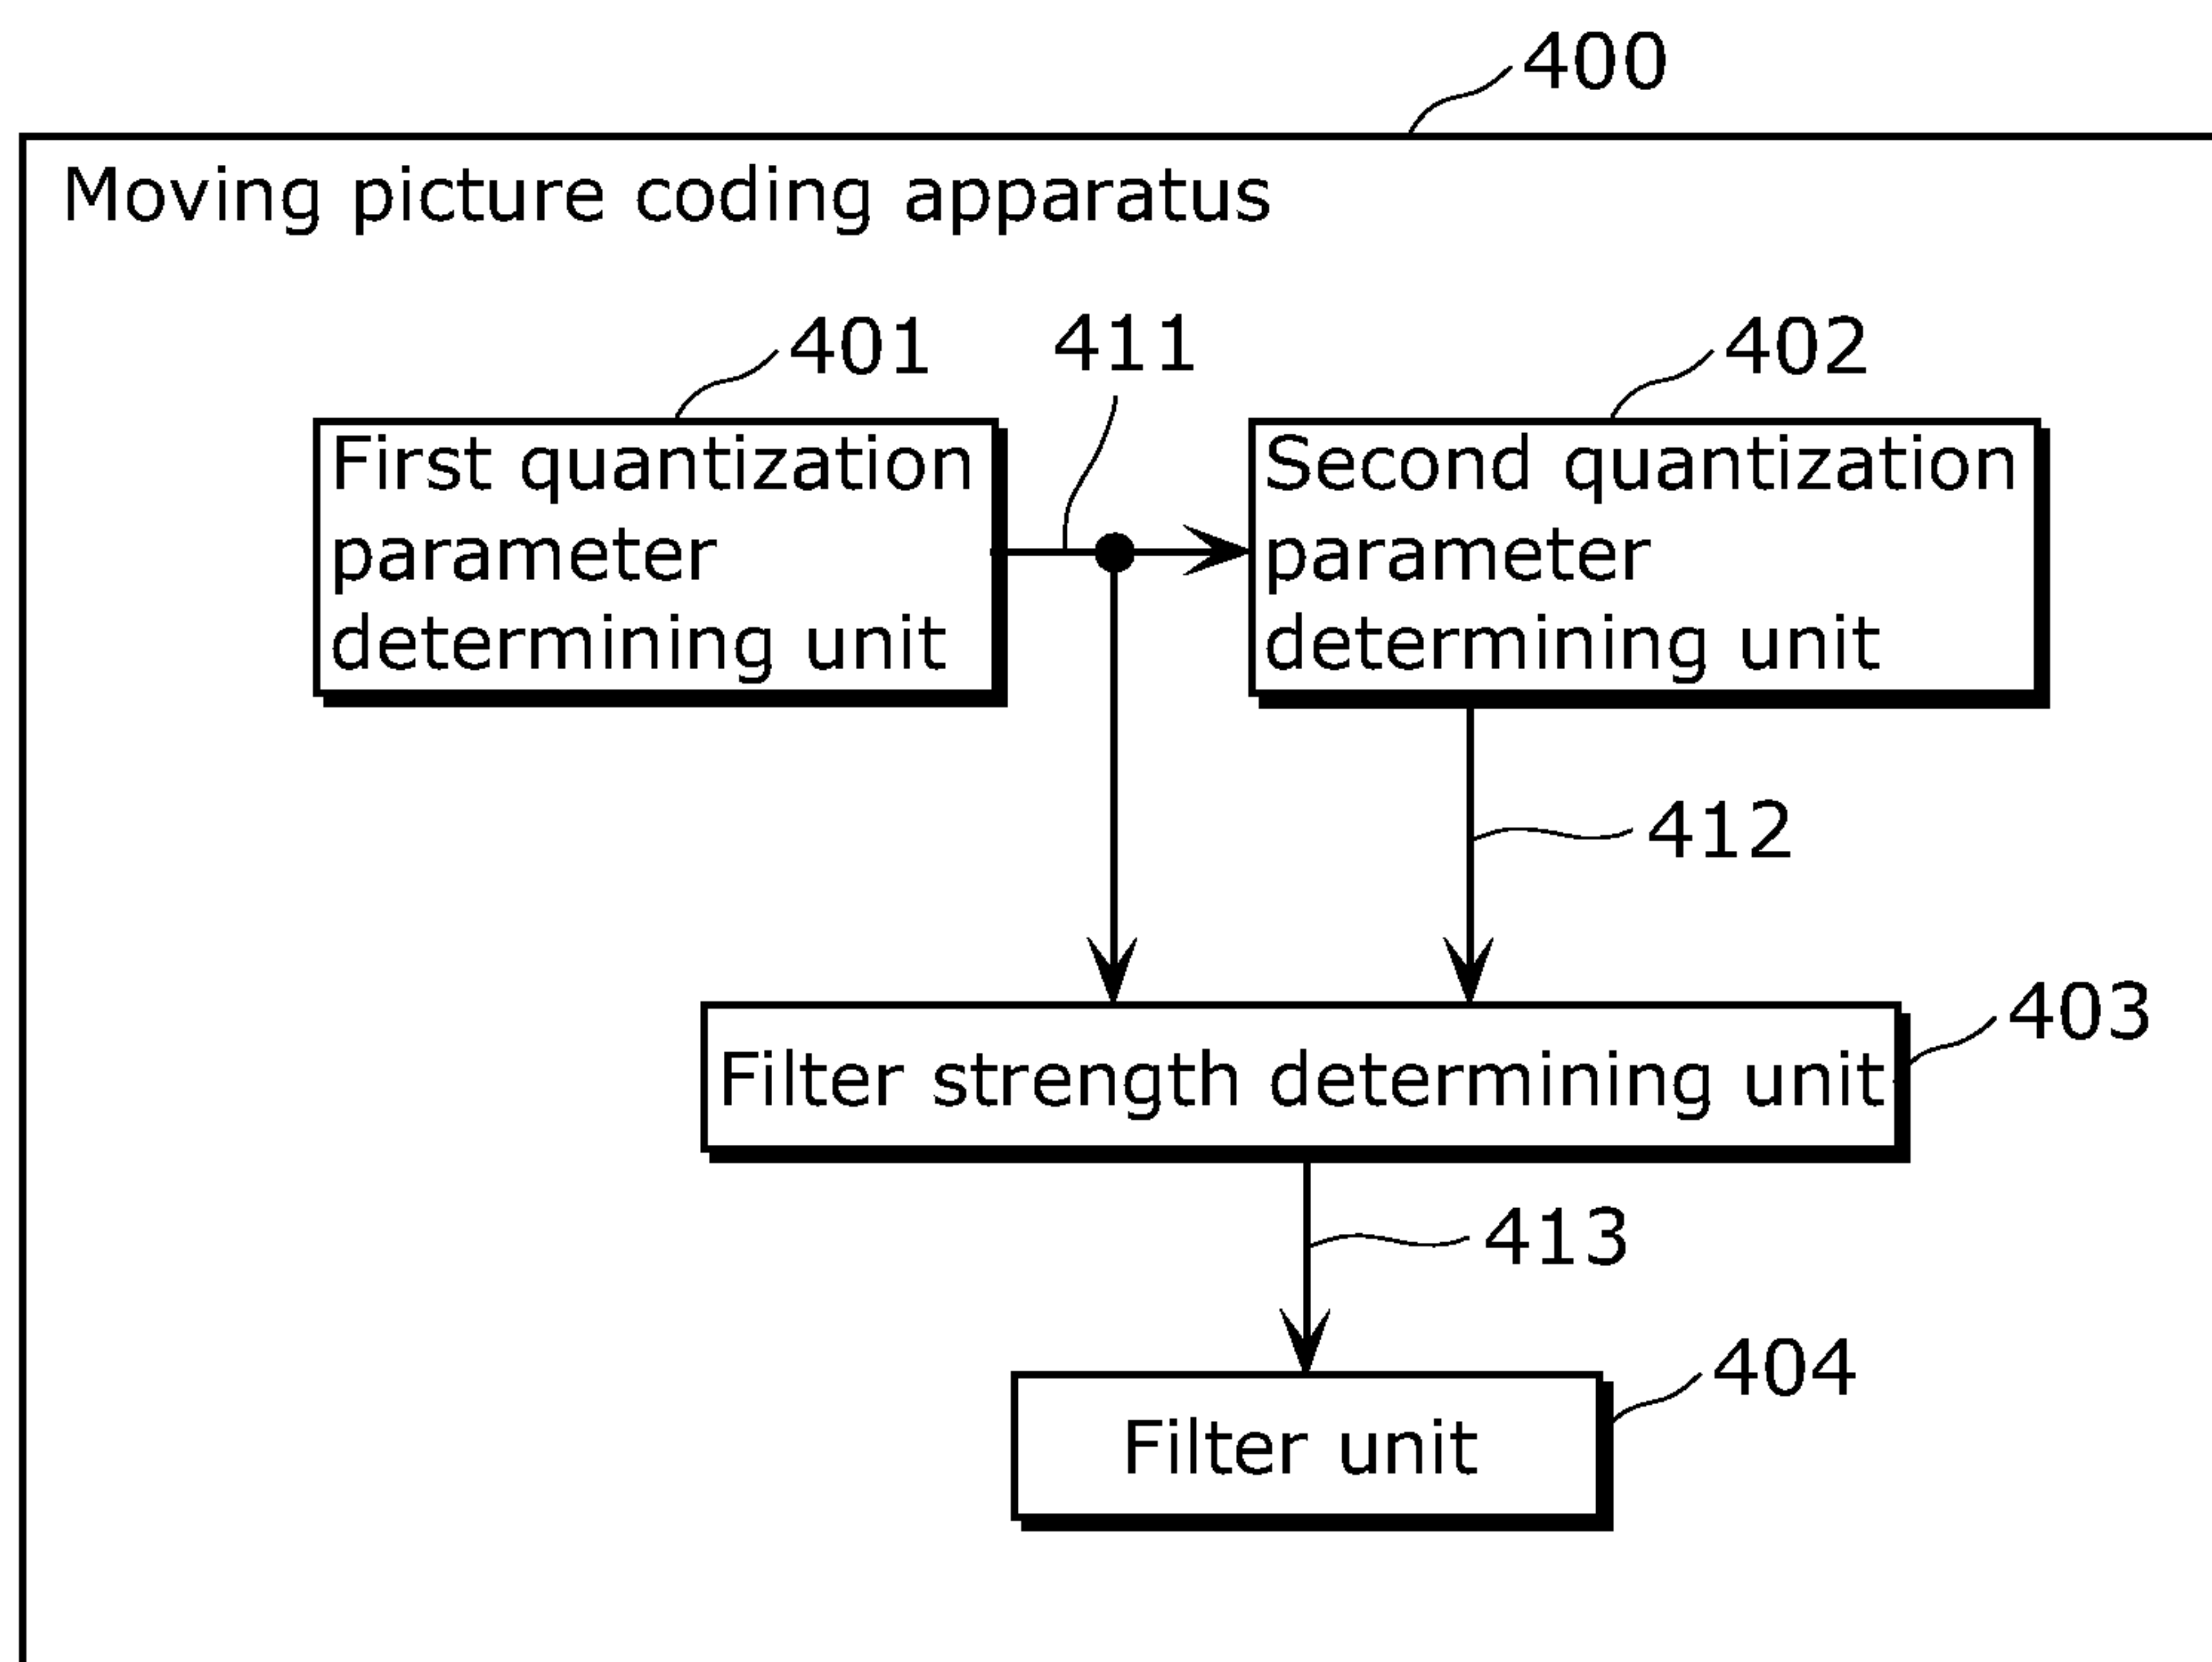 400
Moving picture coding apparatus
401
411
402
First quantization
parameter
determining unit
Second quantization
parameter
determining unit
412
403
Filter strength determining unit
413
404
Filter unit